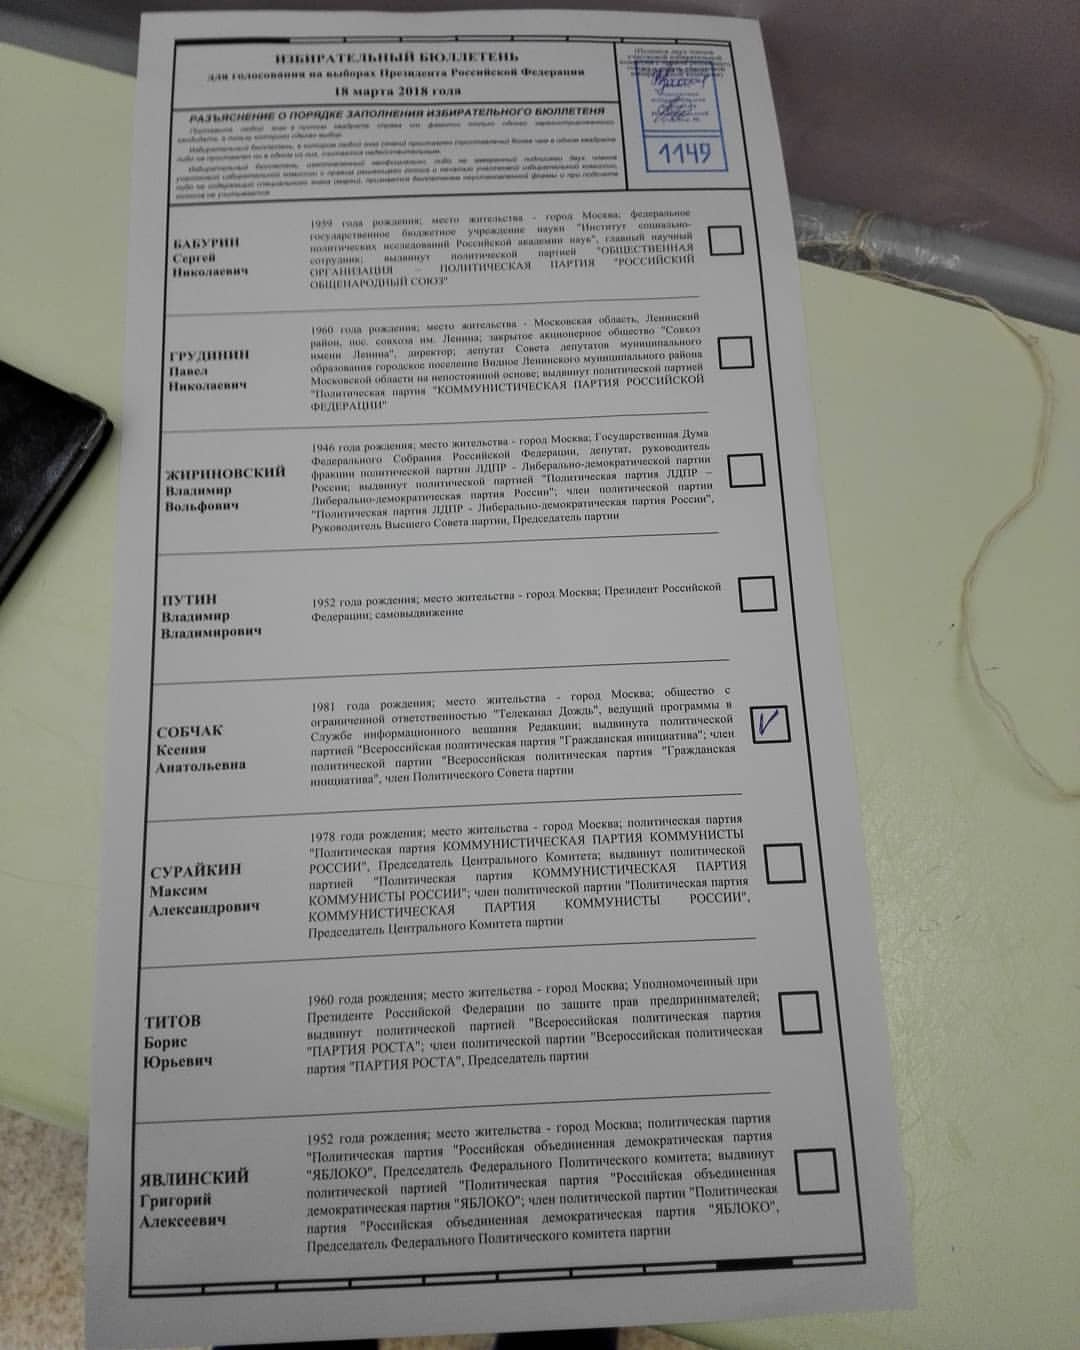 ИЗБИРАТЕЛЬНЫЙ БЮЛЛЕТЕНЬ
для голосования на выборах Президента Российской Федерации
18 марта 2018 года
РАЗЪЯСНЕНИЕ О ПОРЯДКЕ ЗАПОЛНЕНИЯ ИЗБИРАТЕЛЬНОГО БЮЛЛЕТЕНЯ
1149
БАБУРИН
Сергей
Николаевич
1959 года рождения; место жительства - город Москва; федеральное
государственное бюджетное учреждение науки "Институт социально-
политических исследований Российской академии наук", главный научный
сотрудник; выдвинут политической партией "ОБЩЕСТВЕННАЯ
ОРГАНИЗАЦИЯ – ПОЛИТИЧЕСКАЯ ПАРТИЯ "РОССИЙСКИЙ
ОБЩЕНАРОДНЫЙ СОЮЗ"
ГРУДИНИН
Павел
Николаевич
1960 года рождения; место жительства - Московская область, Ленинский
район, пос. совхоза им. Ленина; закрытое акционерное общество "Совхоз
имени Ленина", директор; депутат Совета депутатов муниципального
образования городское поселение Видное Ленинского муниципального района
Московской области на непостоянной основе; выдвинут политической партией
"Политическая партия "КОММУНИСТИЧЕСКАЯ ПАРТИЯ РОССИЙСКОЙ
ФЕДЕРАЦИИ"
ЖИРИНОВСКИЙ
Владимир
Вольфович
1946 года рождения; место жительства - город Москва; Государственная Дума
Федерального Собрания Российской Федерации, депутат, руководитель
фракции политической партии ЛДПР - Либерально-демократической партии
России; выдвинут политической партией "Политическая партия ЛДПР –
Либерально-демократическая партия России"; член политической партии
"Политическая партия ЛДПР - Либерально-демократическая партия России",
Руководитель Высшего Совета партии, Председатель партии
ПУТИН
Владимир
Владимирович
1952 года рождения; место жительства - город Москва; Президент Российской
Федерации; самовыдвижение
СОБЧАК
Ксения
Анатольевна
1981 года рождения; место жительства - город Москва; общество с
ограниченной ответственностью "Телеканал Дождь", ведущий программы в
Службе информационного вещания Редакции; выдвинута политической
партией "Всероссийская политическая партия "Гражданская инициатива"; член
политической партии "Всероссийская политическая партия "Гражданская
инициатива", член Политического Совета партии
СУРАЙКИН
Максим
Александрович
1978 года рождения; место жительства - город Москва; политическая партия
"Политическая партия КОММУНИСТИЧЕСКАЯ ПАРТИЯ КОММУНИСТЫ
РОССИИ", Председатель Центрального Комитета; выдвинут политической
партией "Политическая партия КОММУНИСТИЧЕСКАЯ ПАРТИЯ
КОММУНИСТЫ РОССИИ"; член политической партии "Политическая партия
КОММУНИСТИЧЕСКАЯ ПАРТИЯ КОММУНИСТЫ РОССИИ",
Председатель Центрального Комитета партии
ТИТОВ
Борис
Юрьевич
1960 года рождения; место жительства - город Москва; Уполномоченный при
Президенте Российской Федерации по защите прав предпринимателей;
выдвинут политической партией "Всероссийская политическая партия
"ПАРТИЯ РОСТА"; член политической партии "Всероссийская политическая
партия "ПАРТИЯ РОСТА", Председатель партии
ЯВЛИНСКИЙ
Григорий
Алексеевич
1952 года рождения; место жительства - город Москва; политическая партия
"Политическая партия "Российская объединенная демократическая партия
"ЯБЛОКО", Председатель Федерального Политического комитета; выдвинут
политической партией "Политическая партия "Российская объединенная
демократическая партия "ЯБЛОКО"; член политической партии "Политическая
партия "Российская объединенная демократическая партия "ЯБЛОКО",
Председатель Федерального Политического комитета партии